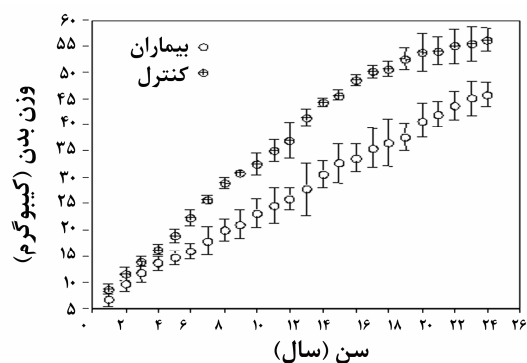 ۶۰
۵۵
۵۰
۴۵
۴۰
۳۵
۳۰
۲۵
۲۰
۱۵
۱۰
۵
بیماران
کنترل
وزن بدن (کیبوگرم)
۰ ۲ ۴ ۶ ۸ ۱۰ ۱۲ ۱۴ ۱۶ ۱۸ ۲۰ ۲۲ ۲۴ ۲۶
سن (سال)